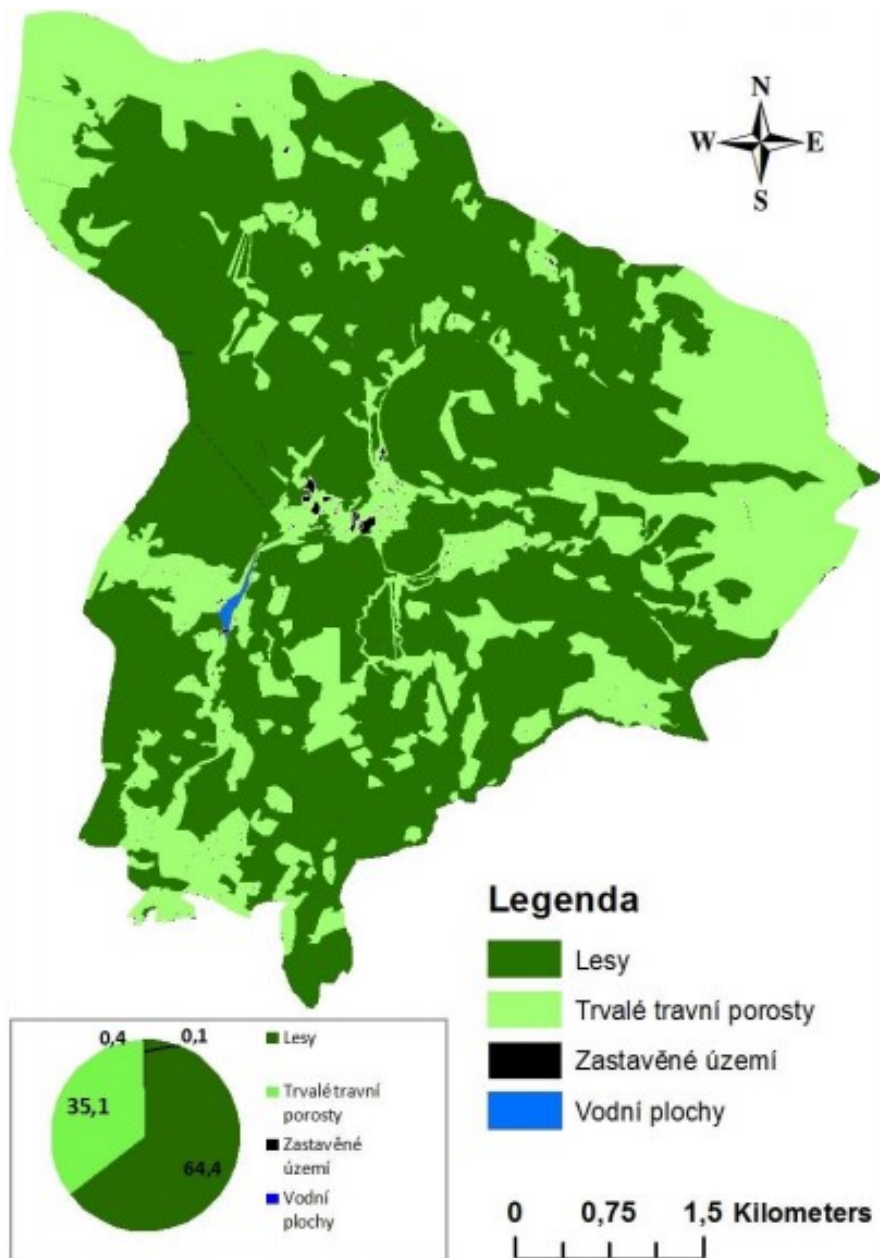 N
W E
S
Legenda
Lesy
Trvalé travní porosty
Zastavěné území
Vodní plochy
0,4 0,1
35,1
64,4
Lesy
Trvalé travní
porosty
Zastavěné
území
Vodní
plochy
0 0,75 1,5 Kilometers